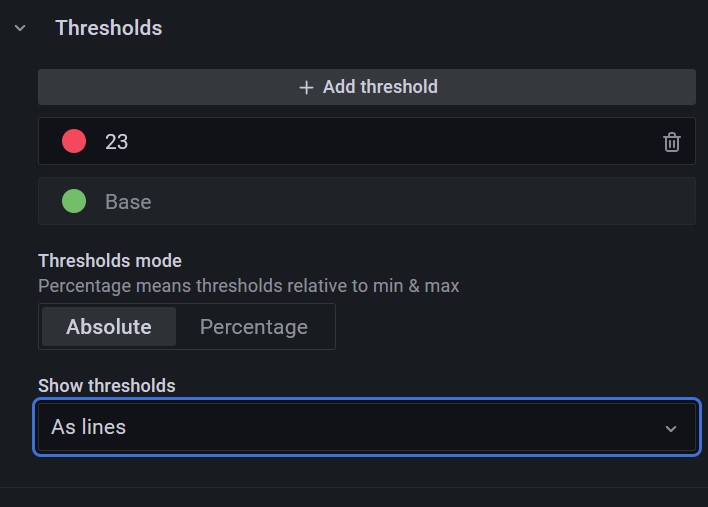 Thresholds
+ Add threshold
23
Base
Thresholds mode
Percentage means thresholds relative to min & max
Absolute Percentage
Show thresholds
As lines